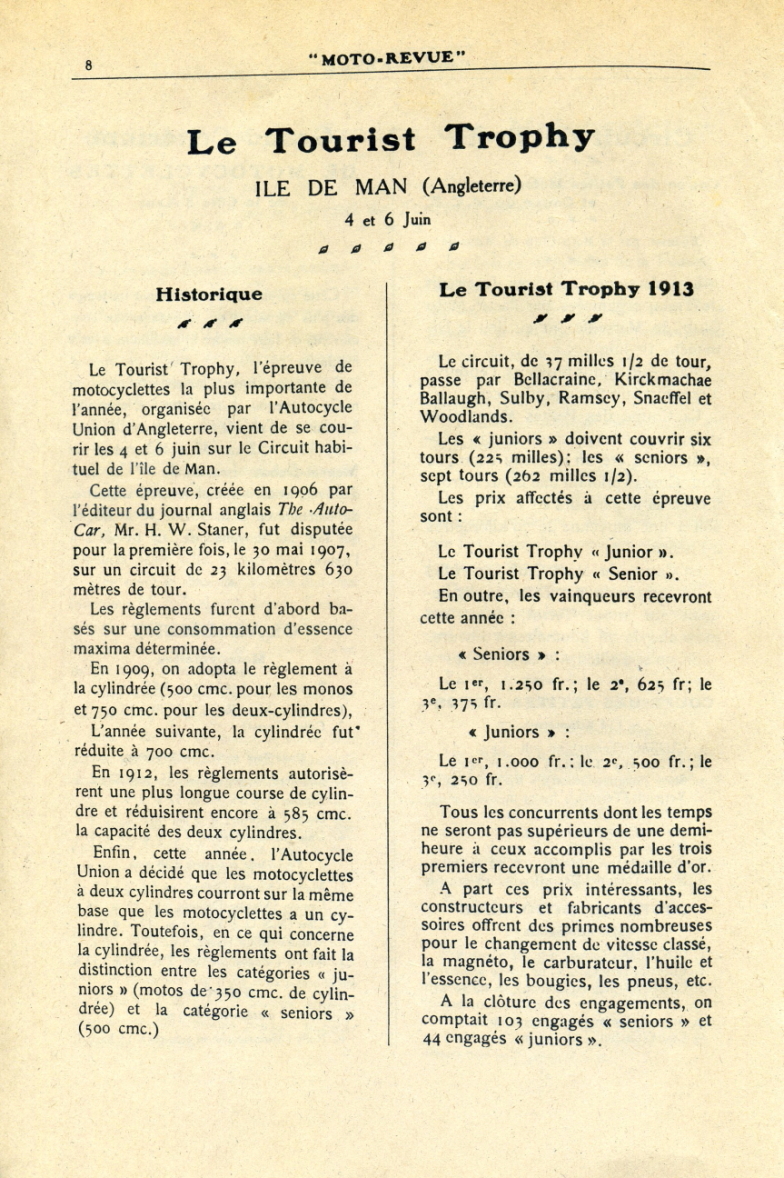 8
"MOTO-REVUE"
Le Tourist Trophy
ILE DE MAN (Angleterre)
4 et 6 Juin
Historique
Le Tourist Trophy, l'épreuve de
motocyclettes la plus importante de
l'année, organisée par l'Autocycle
Union d'Angleterre, vient de se cou-
rir les 4 et 6 juin sur le Circuit habi-
tuel de l'île de Man.
Cette épreuve, créée en 1906 par
l'éditeur du journal anglais The Auto-
Car, Mr. H. W. Staner, fut disputée
pour la première fois, le 30 mai 1907,
sur un circuit de 23 kilomètres 630
mètres de tour.
Les règlements furent d'abord ba-
sés sur une consommation d'essence
maxima déterminée.
En 1909, on adopta le règlement à
la cylindrée (500 cmc. pour les monos
et 750 cmc. pour les deux-cylindres),
L'année suivante, la cylindrée fut
réduite à 700 cmc.
En 1912, les règlements autorisè-
rent une plus longue course de cylin-
dre et réduisirent encore à 585 cmc.
la capacité des deux cylindres.
Enfin, cette année, l'Autocycle
Union a décidé que les motocyclettes
à deux cylindres courront sur la même
base que les motocyclettes a un cy-
lindre. Toutefois, en ce qui concerne
la cylindrée, les règlements ont fait la
distinction entre les catégories « ju-
niors » (motos de 350 cmc. de cylin-
drée) et la catégorie « seniors »
(500 cmc.)
Le Tourist Trophy 1913
Le circuit, de 37 milles 1/2 de tour,
passe par Bellacraine, Kirckmachae
Ballaugh, Sulby, Ramsey, Snaeffel et
Woodlands.
Les « juniors » doivent couvrir six
tours (225 milles); les « seniors »,
sept tours (262 milles 1/2).
Les prix affectés à cette épreuve
sont :
Le Tourist Trophy « Junior ».
Le Tourist Trophy « Senior ».
En outre, les vainqueurs recevront
cette année :
« Seniors » :
Le 1er, 1.250 fr.; le 2e, 625 fr; le
3e, 375 fr.
« Juniors » :
Le 1er, 1.000 fr.; le 2e, 500 fr.; le
3e, 250 fr.
Tous les concurrents dont les temps
ne seront pas supérieurs de une demi-
heure à ceux accomplis par les trois
premiers recevront une médaille d'or.
A part ces prix intéressants, les
constructeurs et fabricants d'acces-
soires offrent des primes nombreuses
pour le changement de vitesse classé,
la magnéto, le carburateur, l'huile et
l'essence, les bougies, les pneus, etc.
A la clôture des engagements, on
comptait 103 engagés « seniors » et
44 engagés « juniors ».